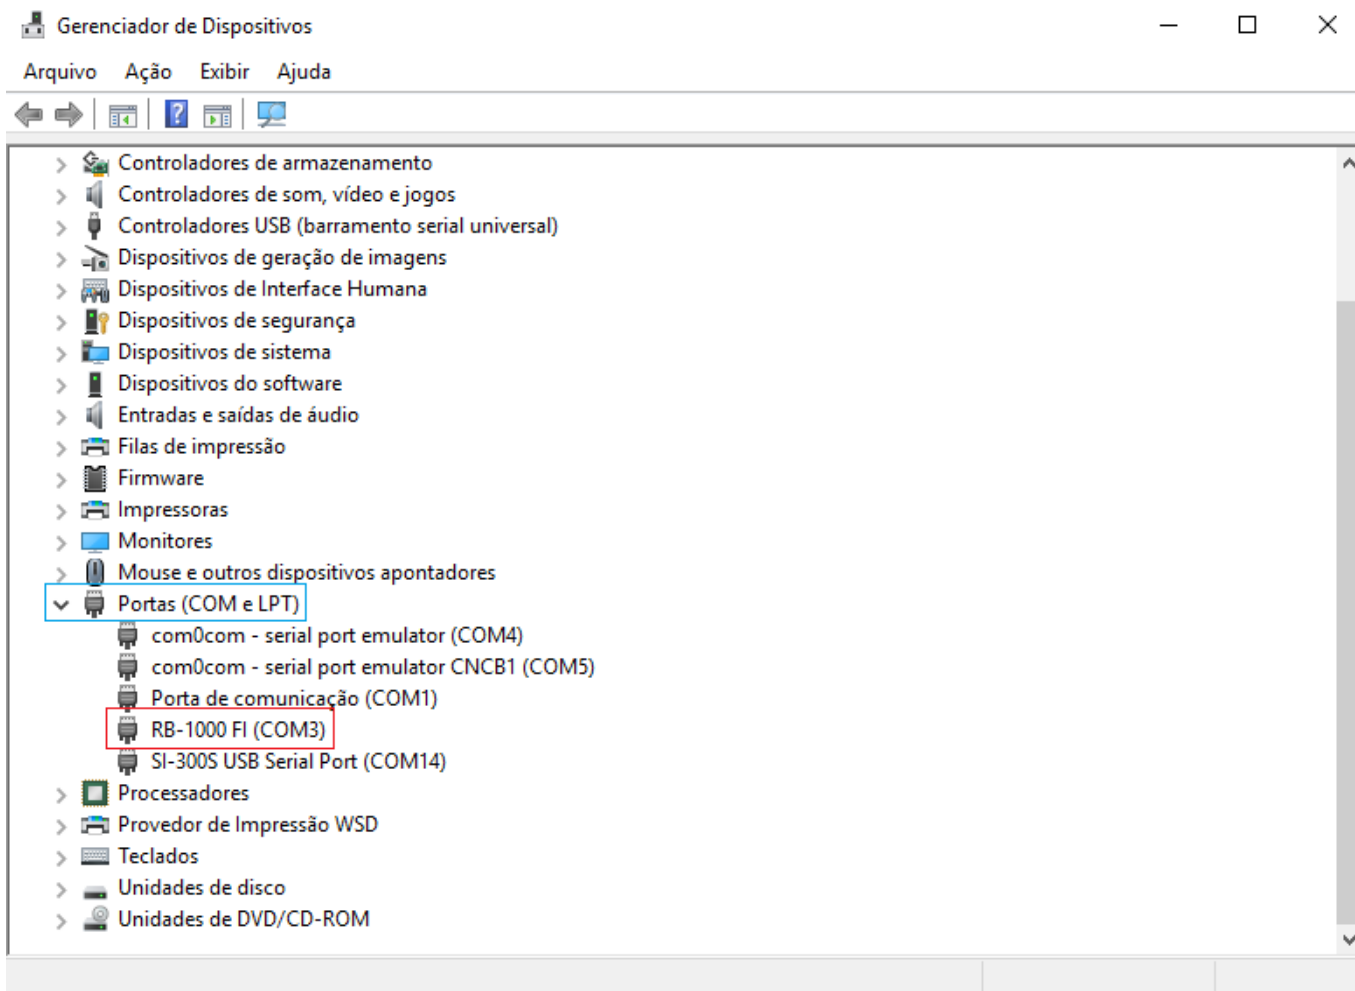 Gerenciador de Dispositivos
Arquivo Ação Exibir Ajuda
Controladores de armazenamento
Controladores de som, vídeo e jogos
Controladores USB (barramento serial universal)
Dispositivos de geração de imagens
Dispositivos de Interface Humana
Dispositivos de segurança
Dispositivos de sistema
Dispositivos do software
Entradas e saídas de áudio
Filas de impressão
Firmware
Impressoras
Monitores
Mouse e outros dispositivos apontadores
Portas (COM e LPT)
com0com - serial port emulator (COM4)
com0com - serial port emulator CNCB1 (COM5)
Porta de comunicação (COM1)
RB-1000 FI (COM3)
SI-300S USB Serial Port (COM14)
Processadores
Provedor de Impressão WSD
Teclados
Unidades de disco
Unidades de DVD/CD-ROM